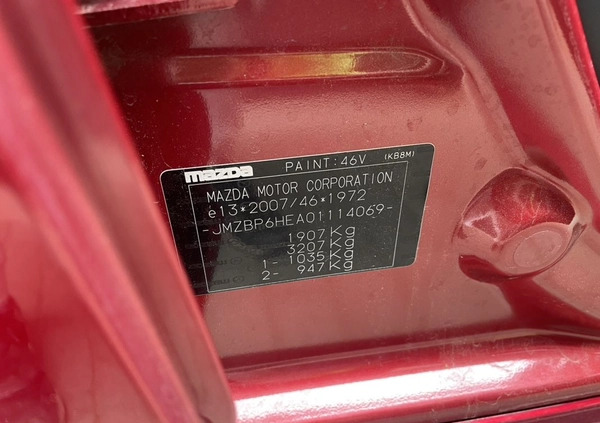 mazda PAINT:46V (KB8M)
MAZDA MOTOR CORPORATION
e13*2007/46*1972
-JMZBP6HEA01114069-
1907Kg
3207Kg
1- 1035Kg
2- 947Kg